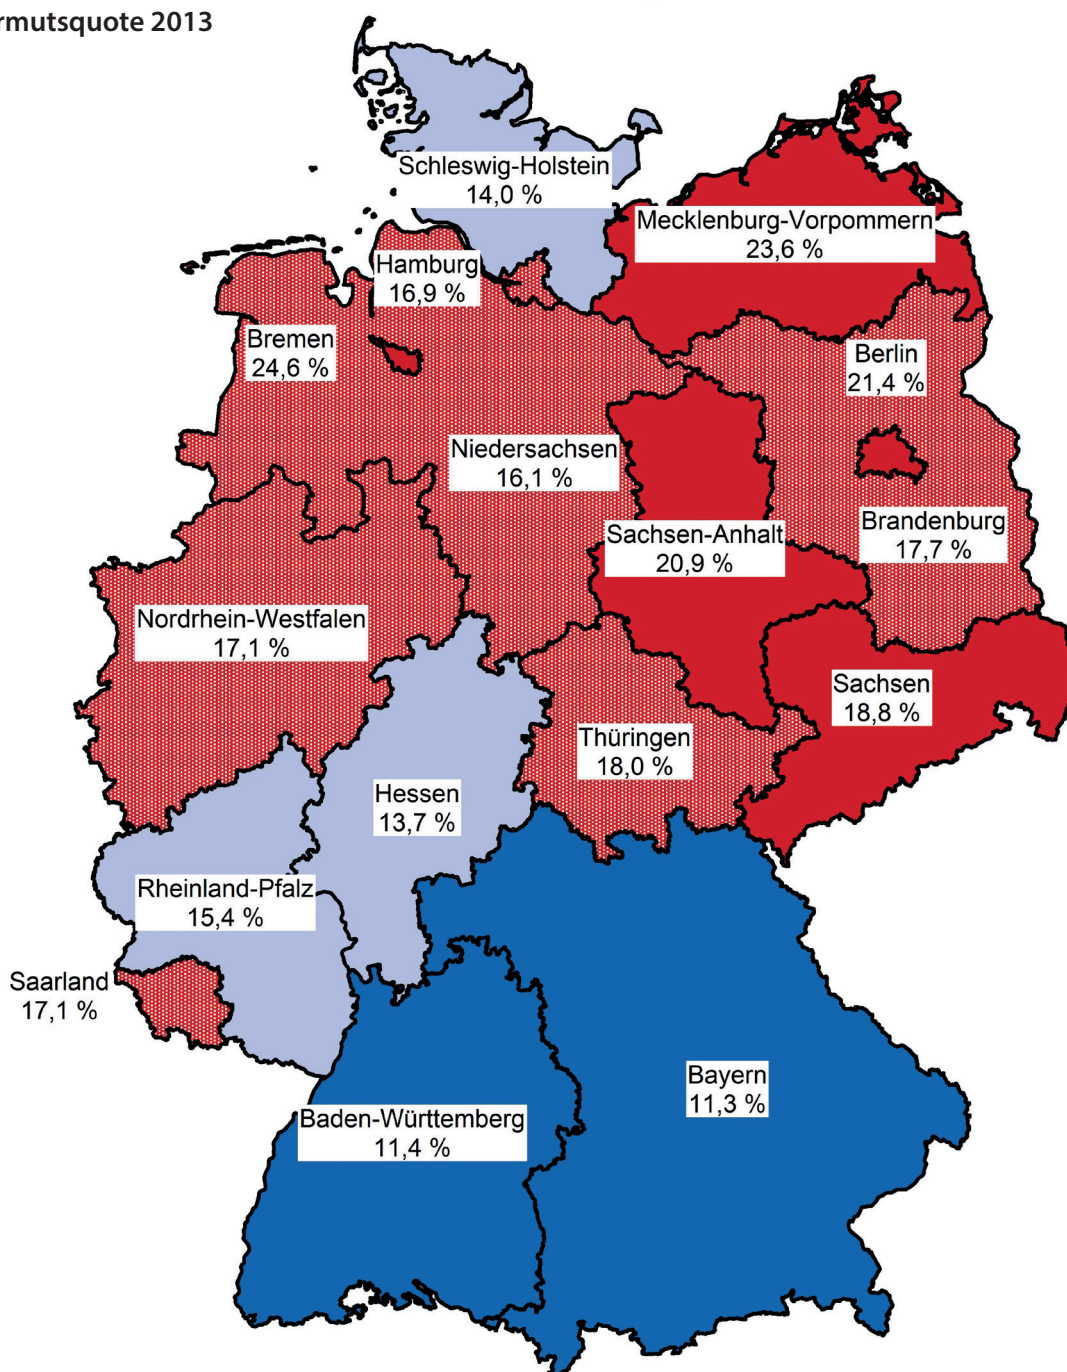 rmutsquote 2013
Schleswig-Holstein
14,0 %
Mecklenburg-Vorpommern
23,6 %
Hamburg
16,9 %
Bremen
24,6 %
Berlin
21,4 %
Niedersachsen
16,1 %
Brandenburg
17,7 %
Sachsen-Anhalt
20,9 %
Nordrhein-Westfalen
17,1 %
Sachsen
18,8 %
Thüringen
18,0 %
Hessen
13,7 %
Rheinland-Pfalz
15,4 %
Saarland
17,1 %
Bayern
11,3 %
Baden-Württemberg
11,4 %